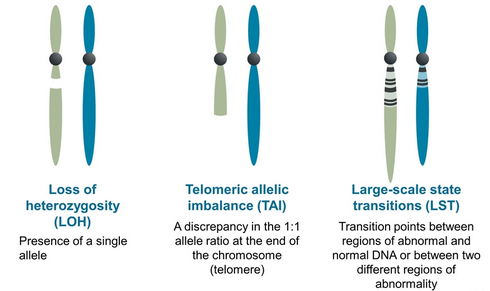 Loss of
heterozygosity
(LOH)
Presence of a single
allele
Telomeric allelic
imbalance (TAI)
A discrepancy in the 1:1
allele ratio at the end of
the chromosome
(telomere)
Large-scale state
transitions (LST)
Transition points between
regions of abnormal and
normal DNA or between two
different regions of
abnormality